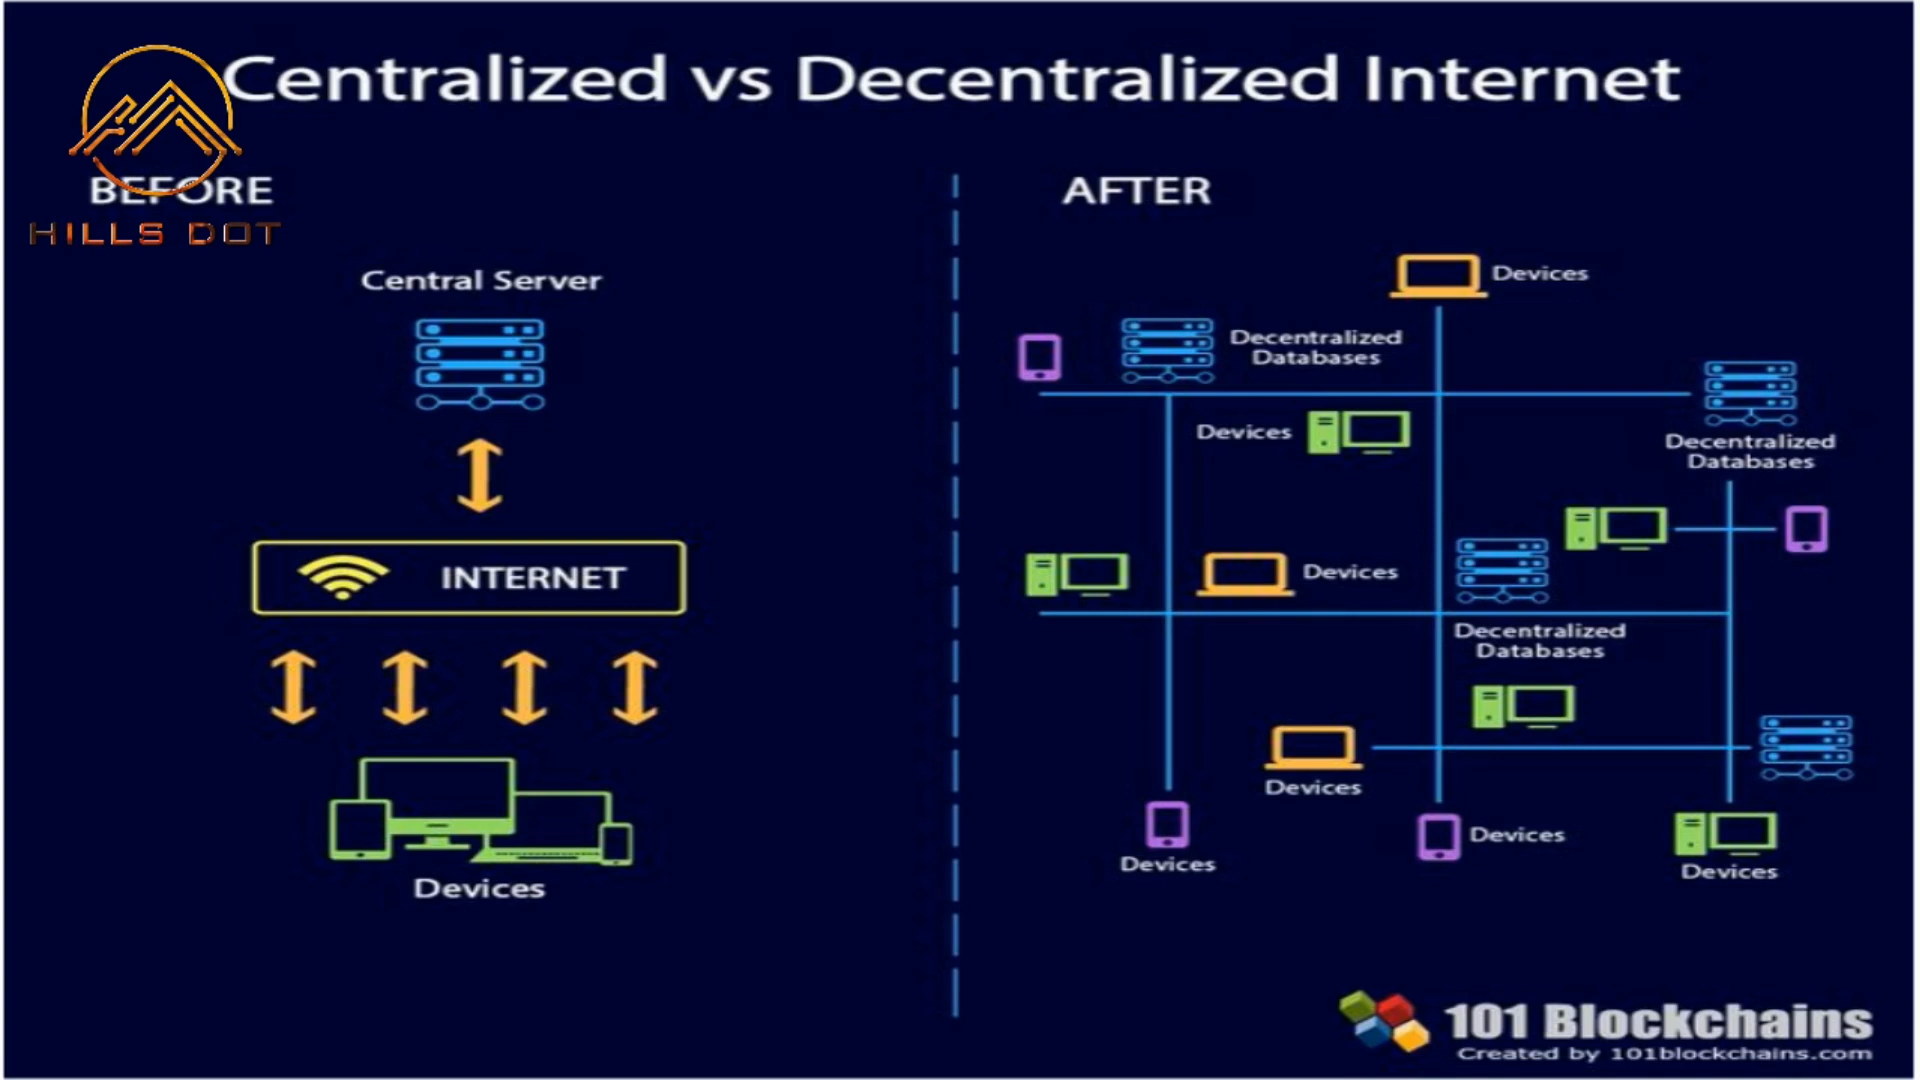 Centralized vs Decentralized Internet
BEFORE
HILLS DOT
Central Server
INTERNET
Devices
AFTER
Devices
Decentralized
Databases
Devices
Decentralized
Databases
Devices
Decentralized
Databases
Devices
Devices
Devices
Devices
Devices
101 Blockchains
Created by 101blockchains.com